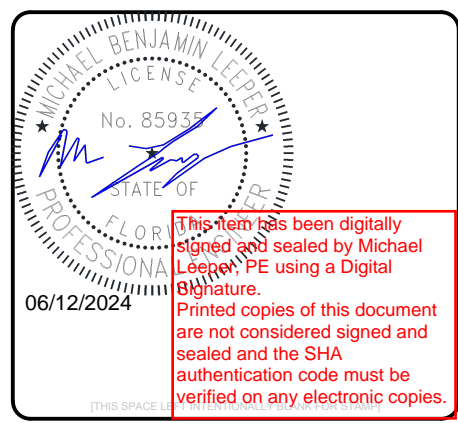 MICHAEL BENJAMIN LEEPER
LICENSE
No. 85935
STATE OF
FLORIDA
PROFESSIONAL ENGINEER
06/12/2024
This item has been digitally
signed and sealed by Michael
Leeper, PE using a Digital
Signature.
Printed copies of this document
are not considered signed and
sealed and the SHA
authentication code must be
verified on any electronic copies.
[THIS SPACE LEFT INTENTIONALLY BLANK FOR STAMP]